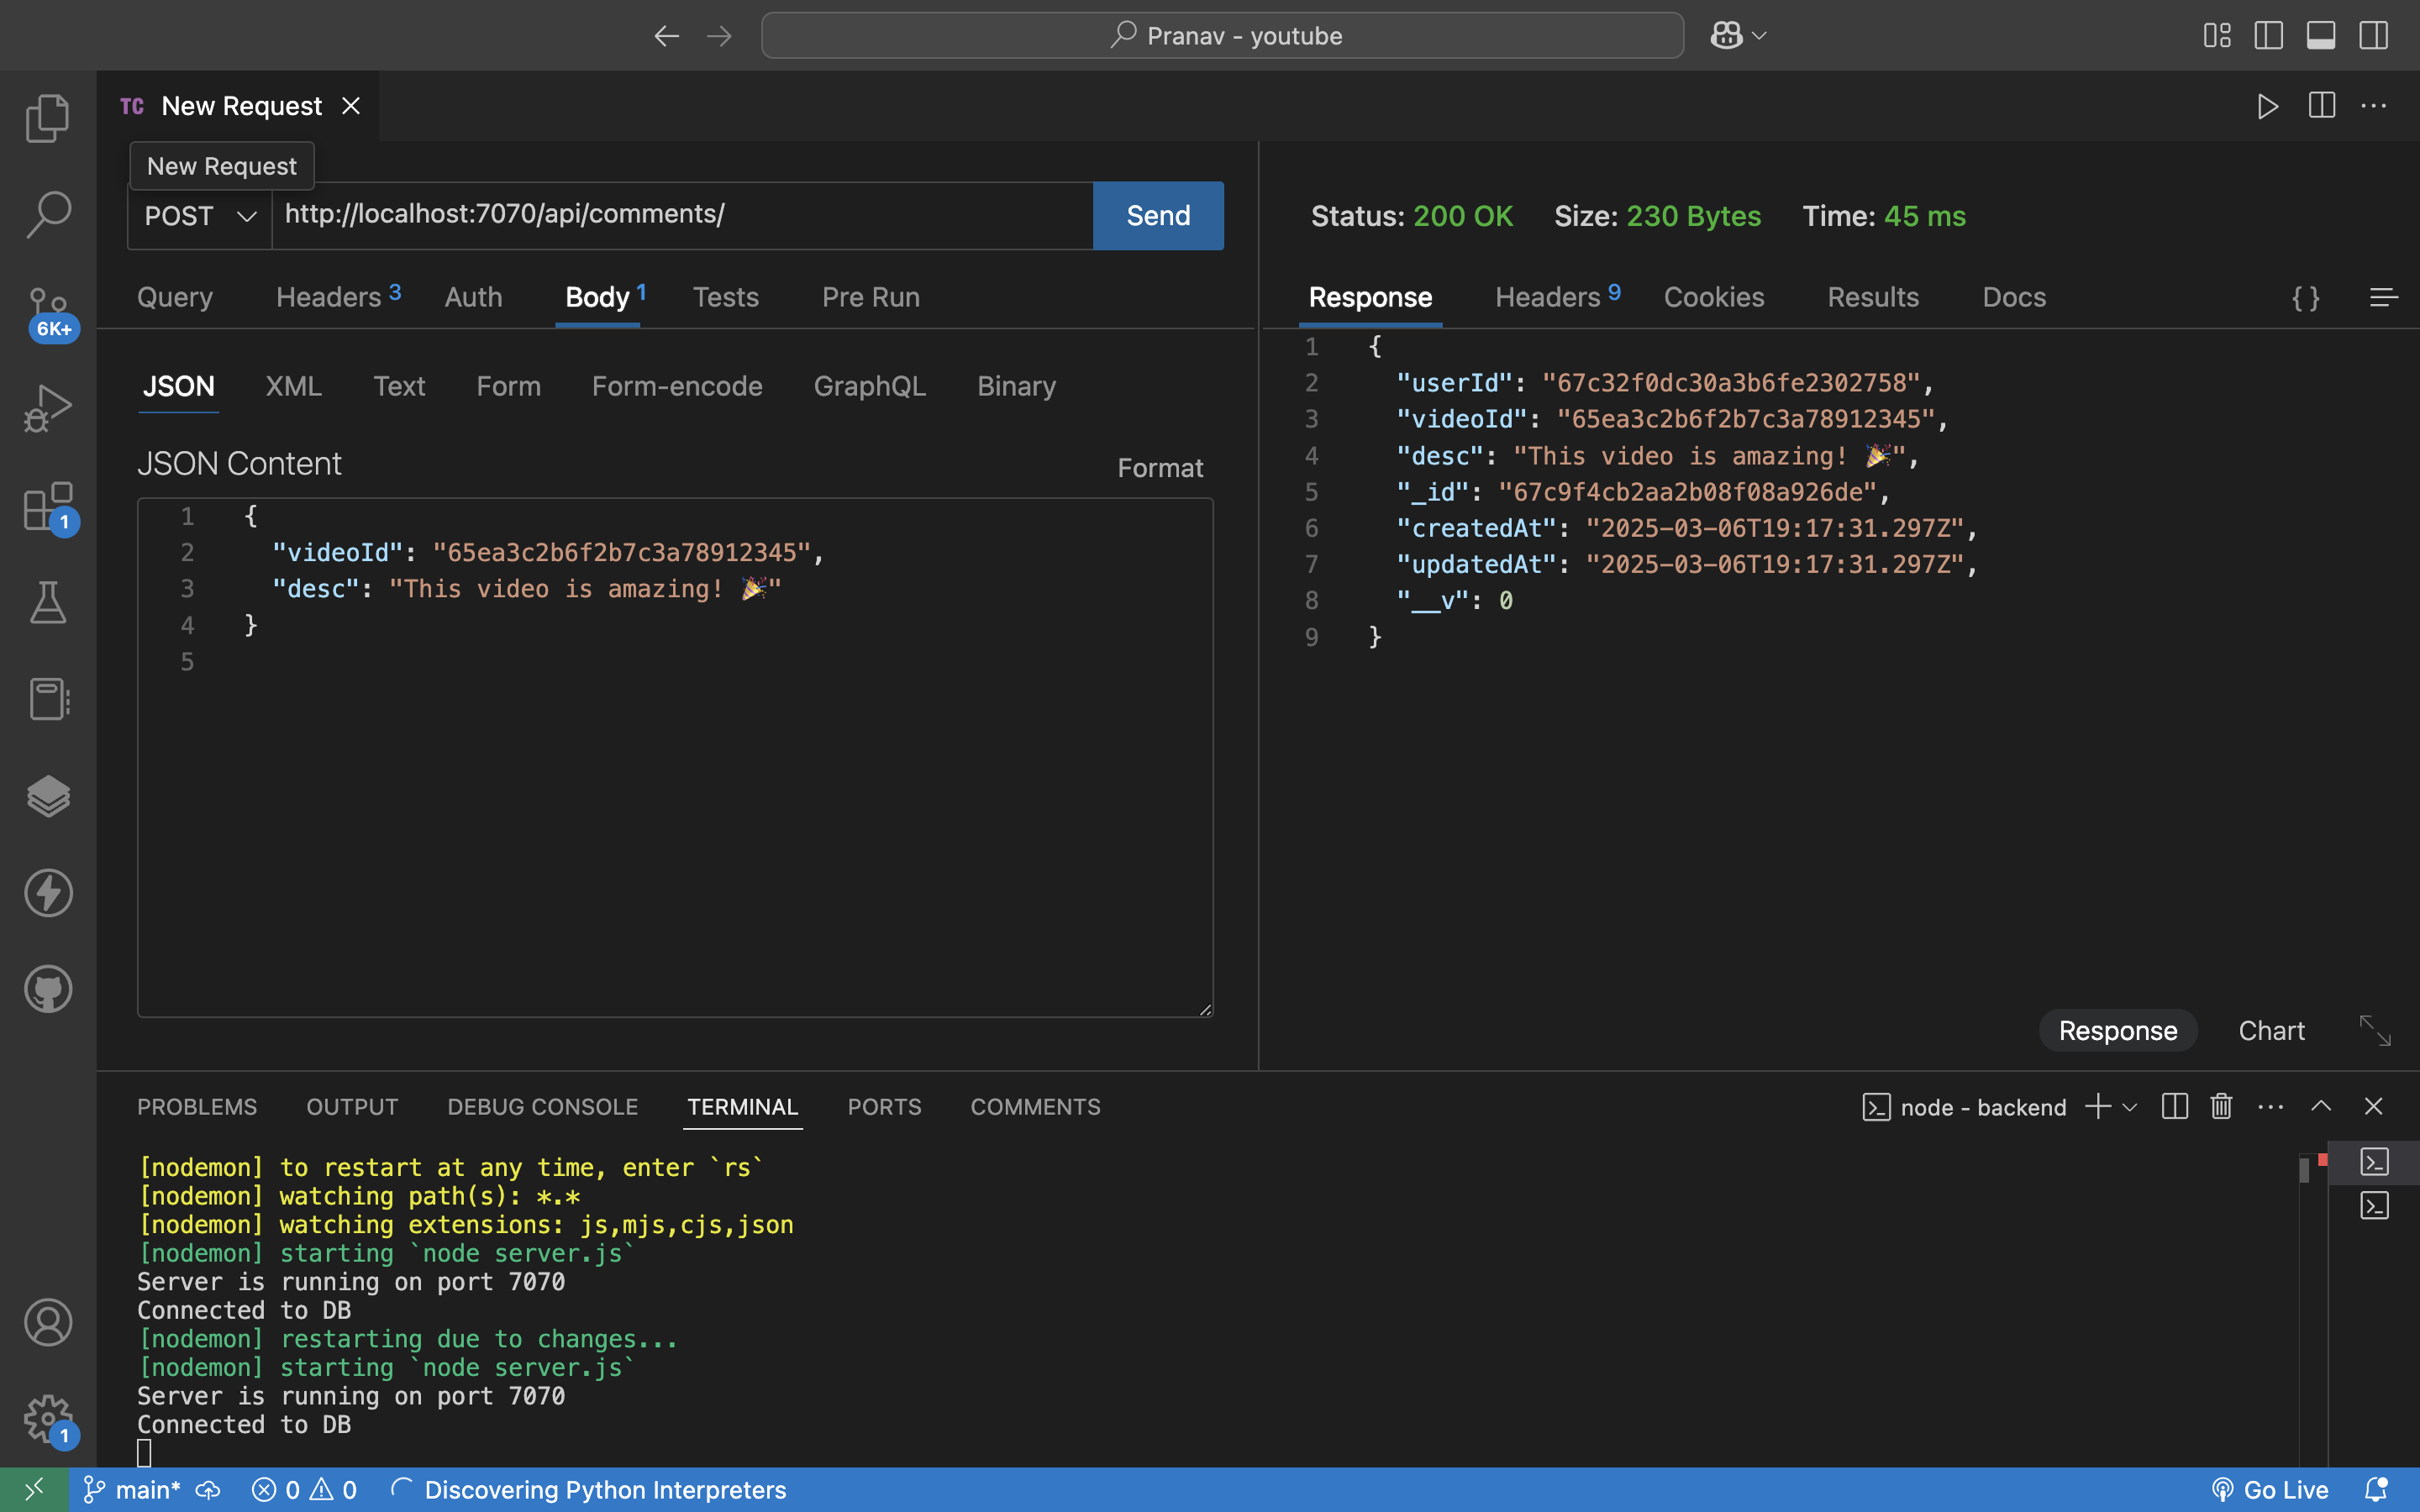 Pranav - youtube
TC New Request
New Request
POST http://localhost:7070/api/comments/ Send
Query Headers 3 Auth Body 1 Tests Pre Run
JSON XML Text Form Form-encode GraphQL Binary
JSON Content Format
1 {
2 "videoId": "65ea3c2b6f2b7c3a78912345",
3 "desc": "This video is amazing! 🎉"
4 }
5
Status: 200 OK Size: 230 Bytes Time: 45 ms
Response Headers 9 Cookies Results Docs { }
1 {
2 "userId": "67c32f0dc30a3b6fe2302758",
3 "videoId": "65ea3c2b6f2b7c3a78912345",
4 "desc": "This video is amazing! 🎉",
5 "_id": "67c9f4cb2aa2b08f08a926de",
6 "createdAt": "2025-03-06T19:17:31.297Z",
7 "updatedAt": "2025-03-06T19:17:31.297Z",
8 "__v": 0
9 }
Response Chart
6K+
1
PROBLEMS OUTPUT DEBUG CONSOLE TERMINAL PORTS COMMENTS node - backend
[nodemon] to restart at any time, enter `rs`
[nodemon] watching path(s): *.*
[nodemon] watching extensions: js,mjs,cjs,json
[nodemon] starting `node server.js`
Server is running on port 7070
Connected to DB
[nodemon] restarting due to changes...
[nodemon] starting `node server.js`
Server is running on port 7070
Connected to DB
1
main* 0 0 Discovering Python Interpreters Go Live